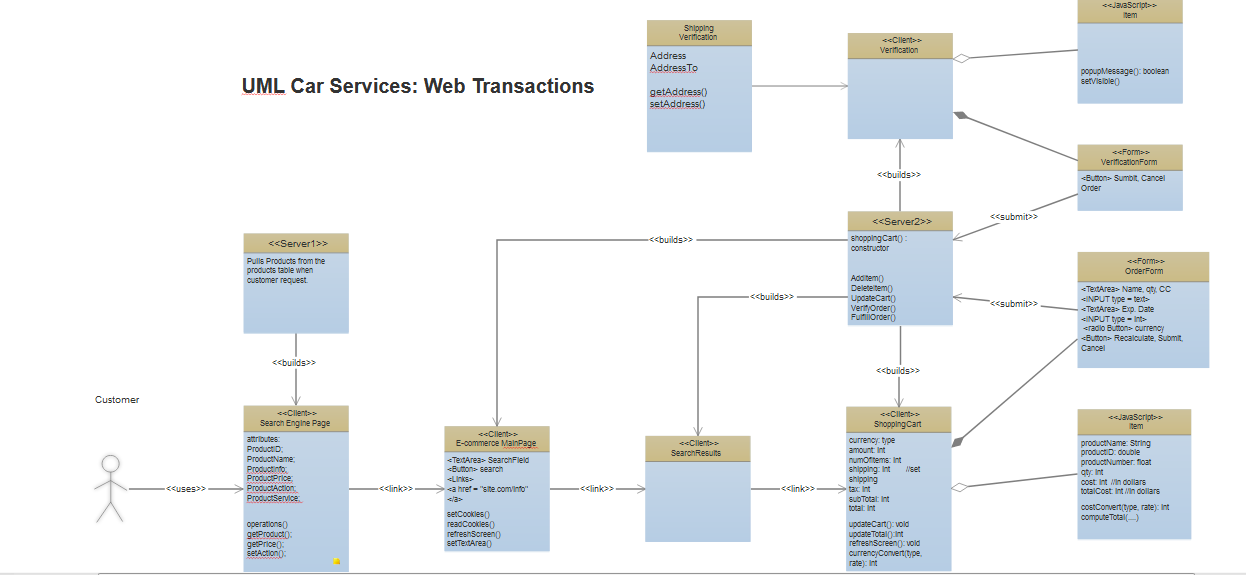 UML Car Services: Web Transactions
Shipping
Verification
Address
AddressTo
getAddress()
setAddress()
<<Client>>
Verification
<<JavaScript>>
Item
popupMessage(): boolean
setVisible()
<<Form>>
VerificationForm
<Button> Sumbit, Cancel
Order
<<builds>>
<<submit>>
<<Server2>>
shoppingCart() :
constructor
AddItem()
DeleteItem()
UpdateCart()
VerifyOrder()
FulfillOrder()
<<builds>>
<<builds>>
<<submit>>
<<Form>>
OrderForm
<TextArea> Name, qty, CC
<INPUT type = text>
<TextArea> Exp. Date
<INPUT type = int>
<radio Button> currency
<Button> Recalculate, Submit,
Cancel
<<Server1>>
Pulls Products from the
products table when
customer request.
<<builds>>
<<builds>>
Customer
<<uses>>
<<Client>>
Search Engine Page
attributes:
ProductID;
ProductName;
ProductInfo;
ProductPrice;
ProductAction;
ProductService;
operations()
getProduct();
getPrice();
setAction();
<<link>>
<<Client>>
E-commerce MainPage
<TextArea> SearchField
<Button> search
<Links>
<a href = "site.com/info"
</a>
setCookies()
readCookies()
refreshScreen()
setTextArea()
<<link>>
<<Client>>
SearchResults
<<link>>
<<Client>>
ShoppingCart
currency: type
amount: int
numOfItems: int
shipping: int //set
shipping
tax: int
subTotal: int
total: int
updateCart(): void
updateTotal():int
refreshScreen(): void
currencyConvert(type,
rate): int
<<JavaScript>>
Item
productName: String
productID: double
productNumber: float
qty: int
cost: int //in dollars
totalCost: int //in dollars
costConvert(type, rate): int
computeTotal(....)